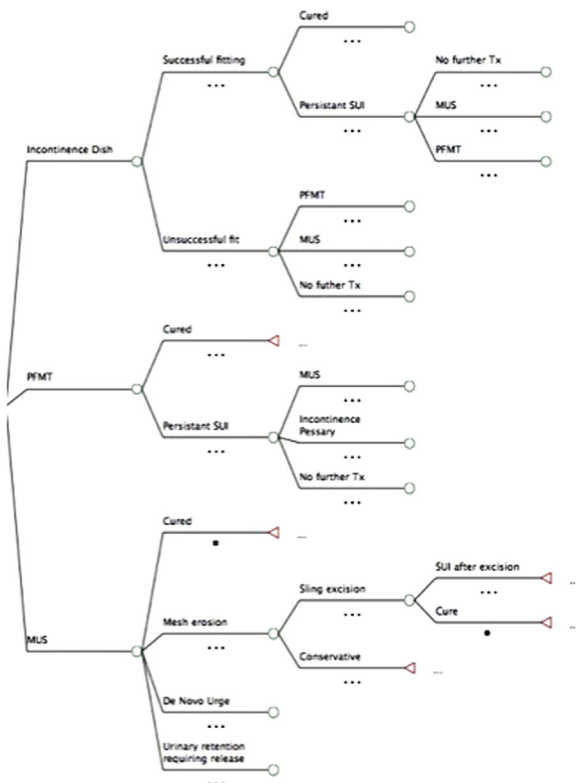 Cured
...
Successful fitting
...
No further Tx
...
Persistant SUI
...
MUS
...
PFMT
...
Incontinence Dish
PFMT
...
Unsuccessful fit
...
MUS
...
No futher Tx
...
Cured
...
...
PFMT
MUS
...
Persistant SUI
...
Incontinence
Pessary
...
No further Tx
...
Cured
...
SUI after excision
...
...
Sling excision
...
Cure
...
Mesh erosion
...
Conservative
...
...
MUS
De Novo Urge
...
Urinary retention
requiring release
...